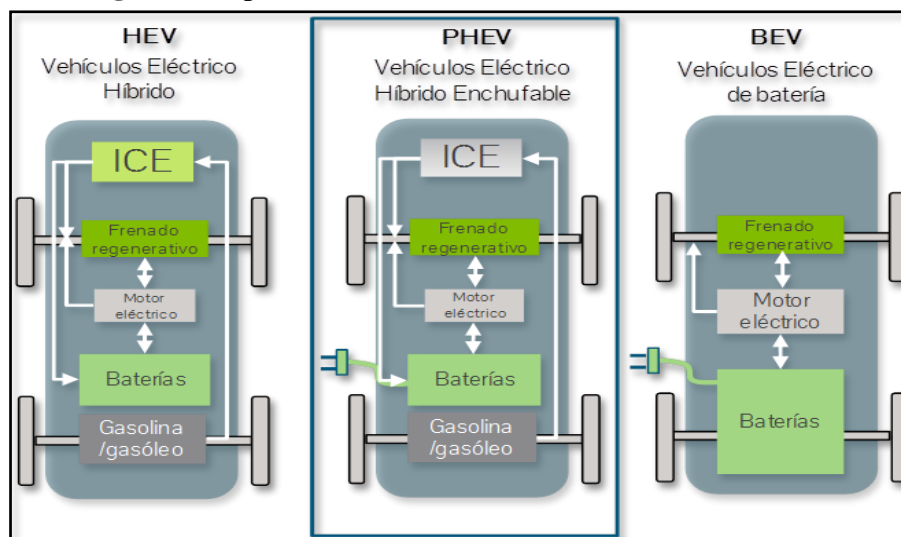 HEV
Vehículos Eléctrico
Híbrido
ICE
Frenado
regenerativo
Motor
eléctrico
Baterías
Gasolina
/gasóleo
PHEV
Vehículos Eléctrico
Híbrido Enchufable
ICE
Frenado
regenerativo
Motor
eléctrico
Baterías
Gasolina
/gasóleo
BEV
Vehículos Eléctrico
de batería
Frenado
regenerativo
Motor
eléctrico
Baterías